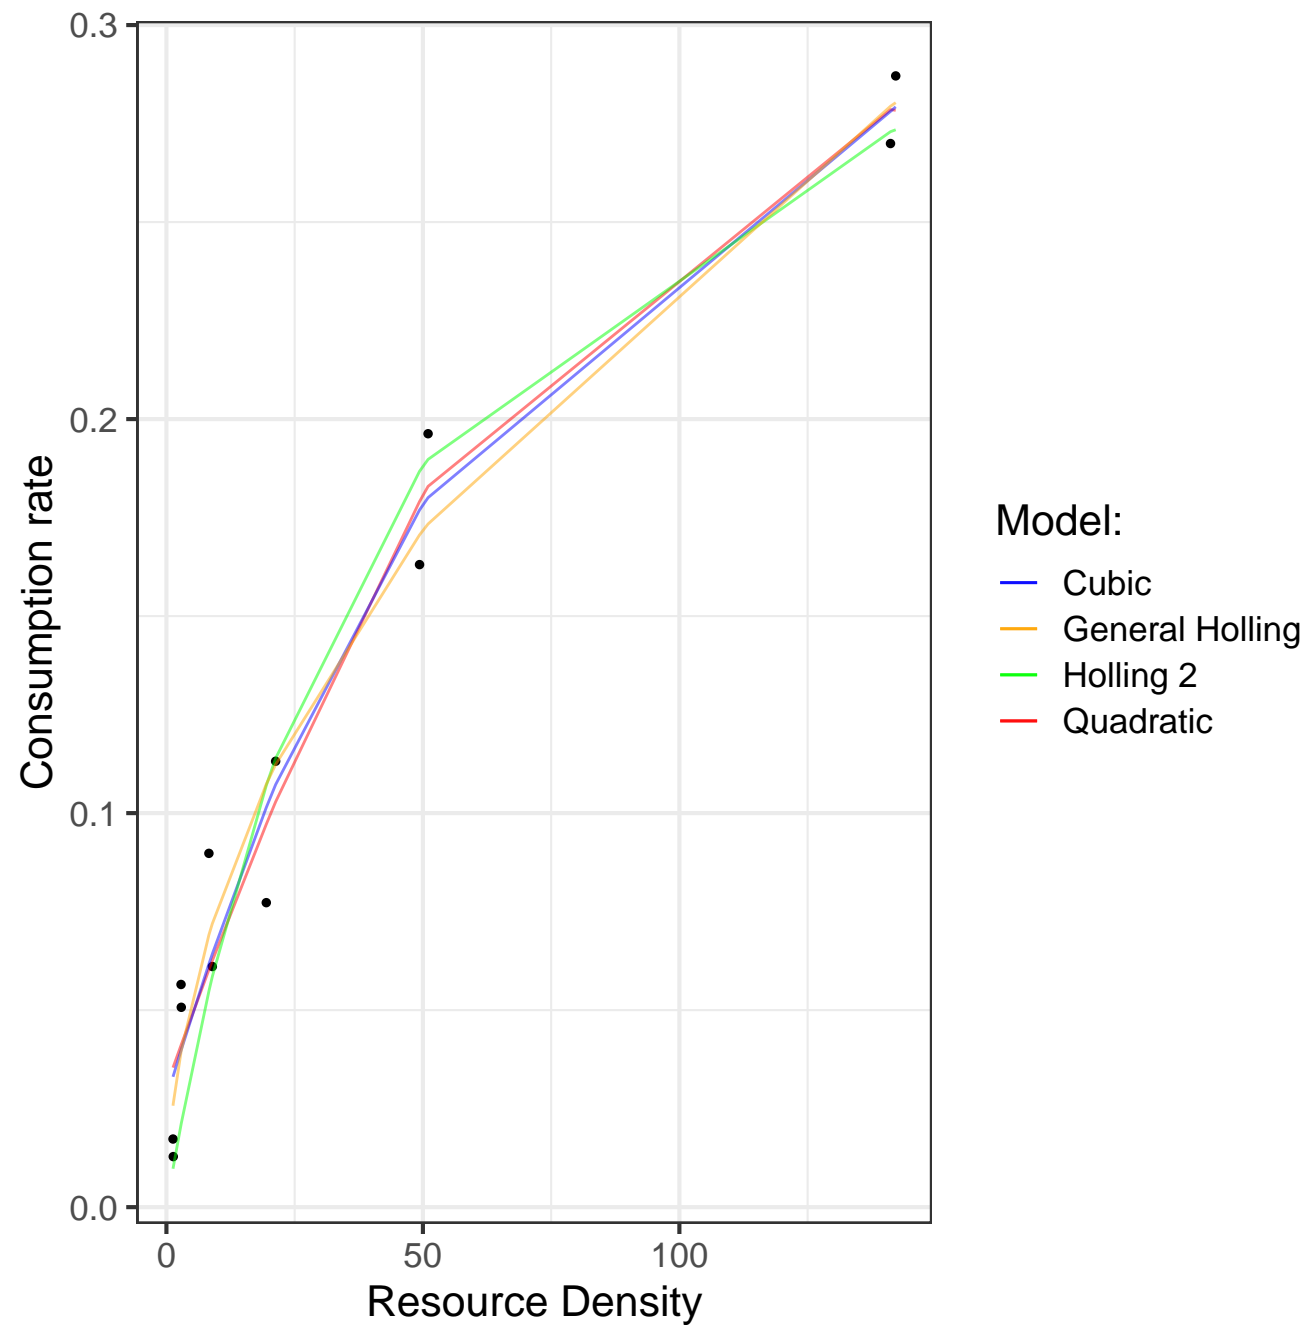 0.3
0.2
0.1
0.0
0
50
100
Consumption rate
Resource Density
Model:
Cubic
General Holling
Holling 2
Quadratic